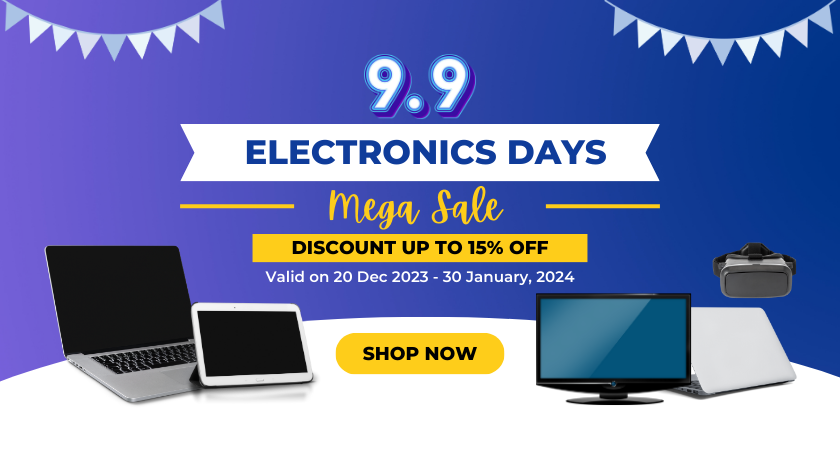 9.9
ELECTRONICS DAYS
Mega Sale
DISCOUNT UP TO 15% OFF
Valid on 20 Dec 2023 - 30 January, 2024
SHOP NOW